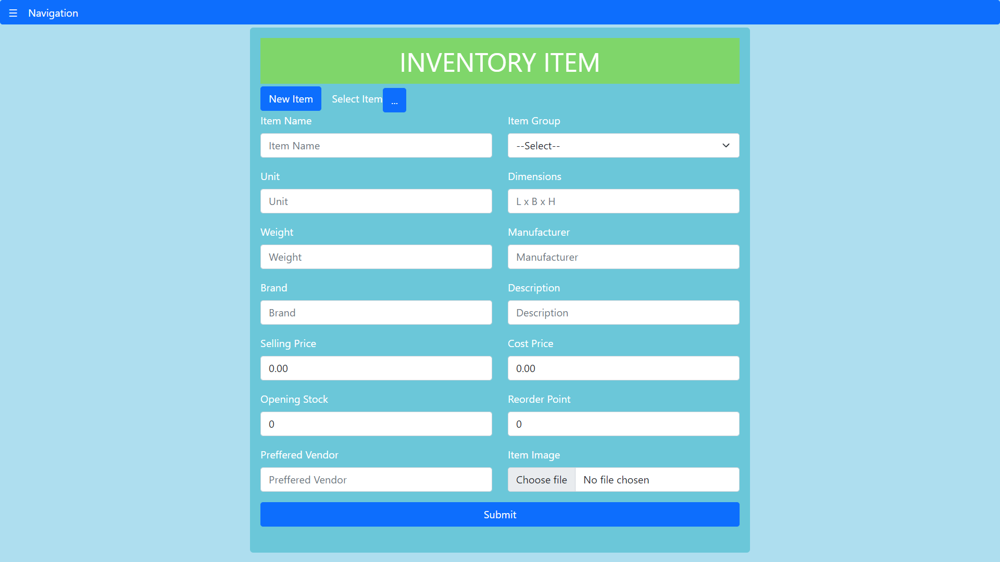 ☰ Navigation
INVENTORY ITEM
New Item Select Item ...
Item Name Item Group
Item Name --Select--
Unit Dimensions
Unit L x B x H
Weight Manufacturer
Weight Manufacturer
Brand Description
Brand Description
Selling Price Cost Price
0.00 0.00
Opening Stock Reorder Point
0 0
Preffered Vendor Item Image
Preffered Vendor Choose file No file chosen
Submit